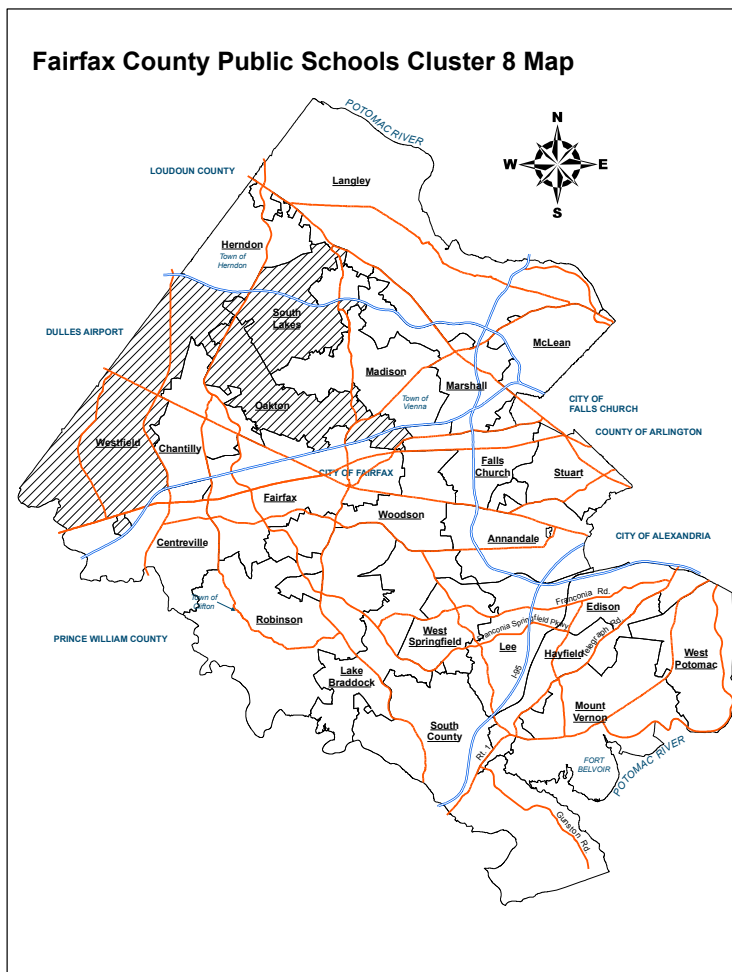 Fairfax County Public Schools Cluster 8 Map
POTOMAC RIVER
N
W
E
S
LOUDOUN COUNTY
Langley
Herndon
Town of
Herndon
South
Lakes
DULLES AIRPORT
McLean
Madison
Marshall
Town of
Vienna
CITY OF
FALLS CHURCH
Oakton
COUNTY OF ARLINGTON
Westfield
Chantilly
CITY OF FAIRFAX
Falls
Church
Stuart
Fairfax
Woodson
Centreville
Annandale
CITY OF ALEXANDRIA
Town of
Clifton
Franconia Rd.
Edison
Robinson
Franconia Springfield Pkwy
Telegraph Rd
PRINCE WILLIAM COUNTY
West
Springfield
Lee
Hayfield
West
Potomac
Lake
Braddock
I-95
Mount
Vernon
South
County
Rt. 1
FORT
BELVOIR
POTOMAC RIVER
Gunston Rd